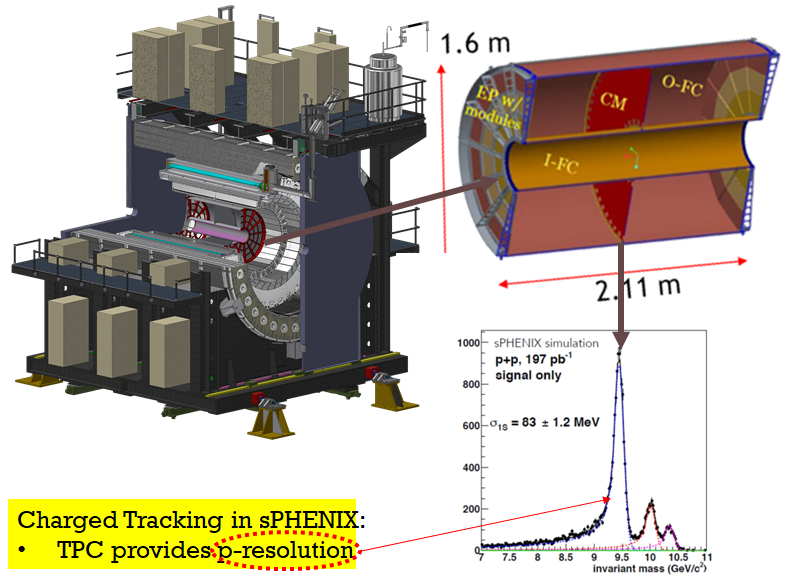 1.6 m
EP w/
modules
CM
O-FC
I-FC
2.11 m
sPHENIX simulation
p+p, 197 pb-1
signal only
σ1S = 83 ± 1.2 MeV
1000
800
600
400
200
0
7 7.5 8 8.5 9 9.5 10 10.5 11
invariant mass (GeV/c2)
Charged Tracking in sPHENIX:
• TPC provides p-resolution